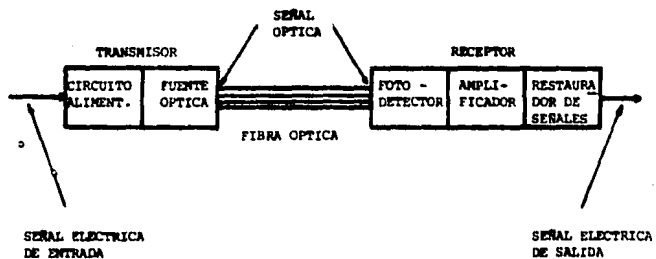 SEÑAL
OPTICA
TRANSMISOR
RECEPTOR
CIRCUITO
ALIMENT.
FUENTE
OPTICA
FOTO -
DETECTOR
AMPLI-
FICADOR
RESTAURA
DOR DE
SEÑALES
FIBRA OPTICA
SEÑAL ELECTRICA
DE ENTRADA
SEÑAL ELECTRICA
DE SALIDA